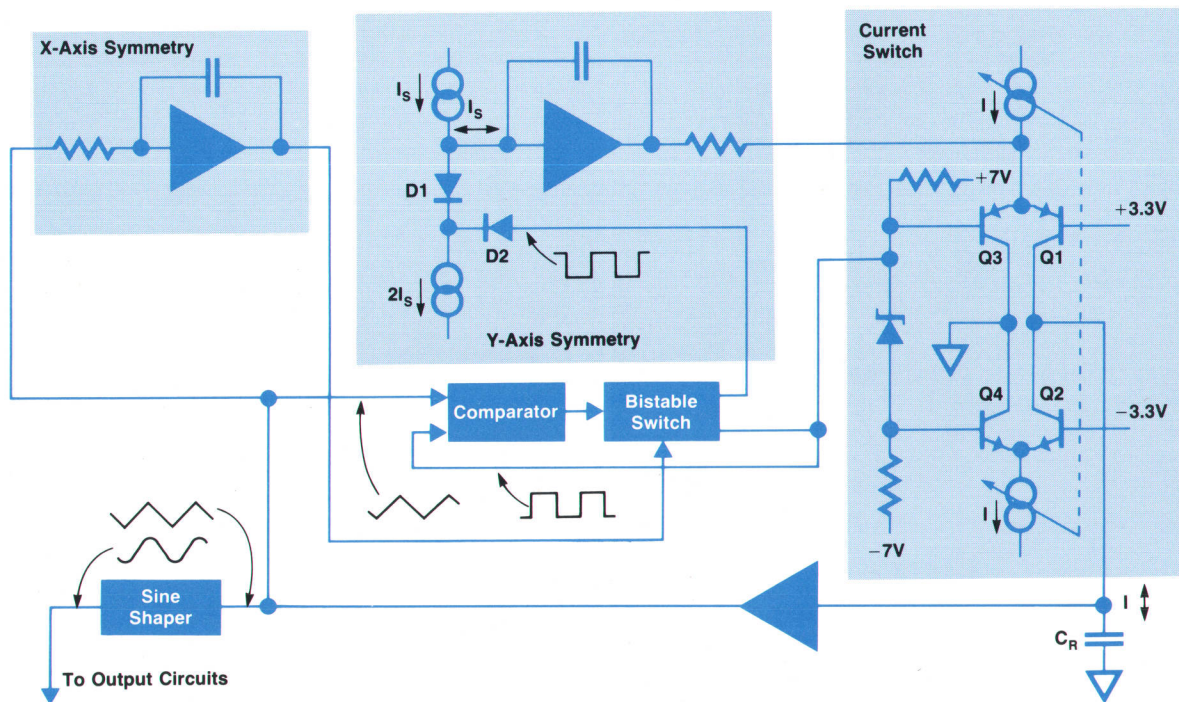 X-Axis Symmetry
I_S
I_S
D1
D2
2I_S
Y-Axis Symmetry
Current
Switch
I
+7V
+3.3V
Q3
Q1
Q4
Q2
−3.3V
I
−7V
Comparator
Bistable
Switch
Sine
Shaper
To Output Circuits
I
C_R